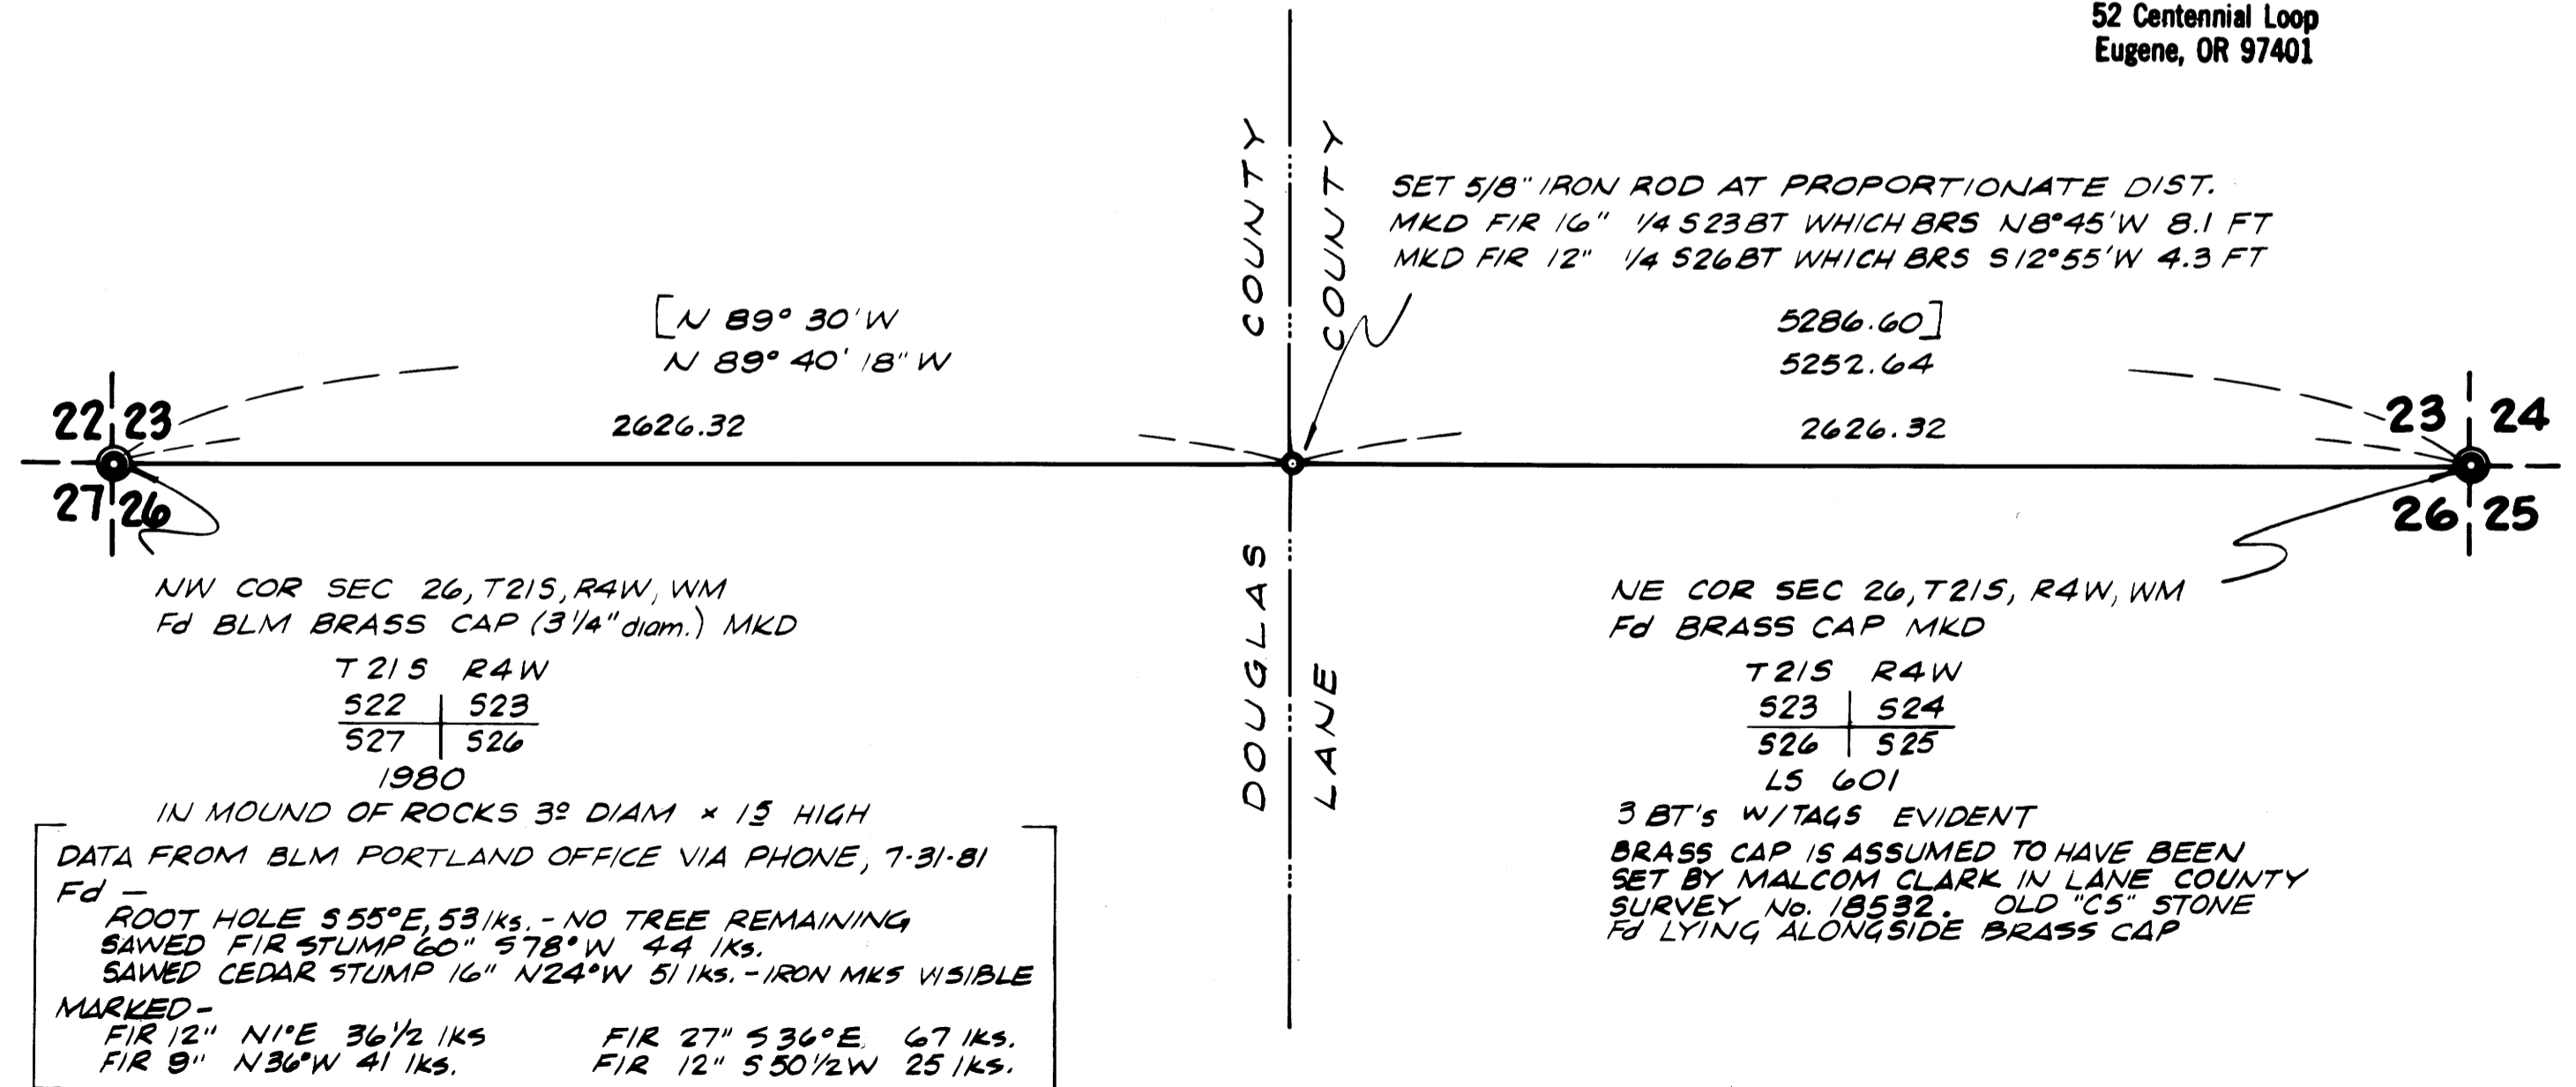 52 Centennial Loop
Eugene, OR 97401
COUNTY
COUNTY
SET 5/8" IRON ROD AT PROPORTIONATE DIST.
MKD FIR 16" 1/4 S23BT WHICH BRS N8°45'W 8.1 FT
MKD FIR 12" 1/4 S26BT WHICH BRS S12°55'W 4.3 FT
[N 89° 30'W 5286.60]
N 89° 40' 18" W 5252.64
22 23 2626.32 2626.32 23 24
27 26 26 25
DOUGLAS
LANE
NW COR SEC 26, T21S, R4W, WM
Fd BLM BRASS CAP (3 1/4" diam.) MKD
T21S R4W
S22 S23
S27 S26
1980
IN MOUND OF ROCKS 3º DIAM x 15 HIGH
DATA FROM BLM PORTLAND OFFICE VIA PHONE, 7-31-81
Fd —
ROOT HOLE S55°E, 53 lks. - NO TREE REMAINING
SAWED FIR STUMP 60" S78°W 44 lks.
SAWED CEDAR STUMP 16" N24°W 51 lks. - IRON MKS VISIBLE
MARKED -
FIR 12" N1°E 36 1/2 lks FIR 27" S36°E 67 lks.
FIR 9" N36°W 41 lks. FIR 12" S50 1/2W 25 lks.
NE COR SEC 26, T21S, R4W, WM
Fd BRASS CAP MKD
T21S R4W
S23 S24
S26 S25
LS 601
3 BT's W/TAGS EVIDENT
BRASS CAP IS ASSUMED TO HAVE BEEN
SET BY MALCOM CLARK IN LANE COUNTY
SURVEY No. 18532. OLD "CS" STONE
Fd LYING ALONGSIDE BRASS CAP